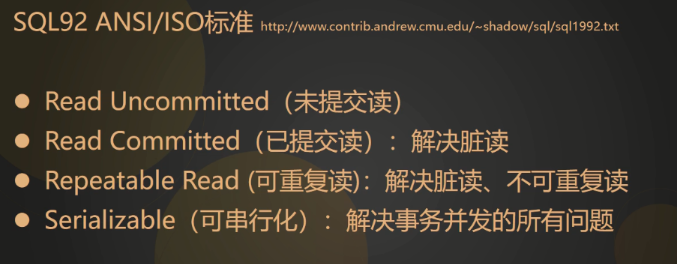 SQL92 ANSI/ISO标准 http://www.contrib.andrew.cmu.edu/~shadow/sql/sql1992.txt
● Read Uncommitted（未提交读）
● Read Committed（已提交读）：解决脏读
● Repeatable Read (可重复读)：解决脏读、不可重复读
● Serializable（可串行化）：解决事务并发的所有问题